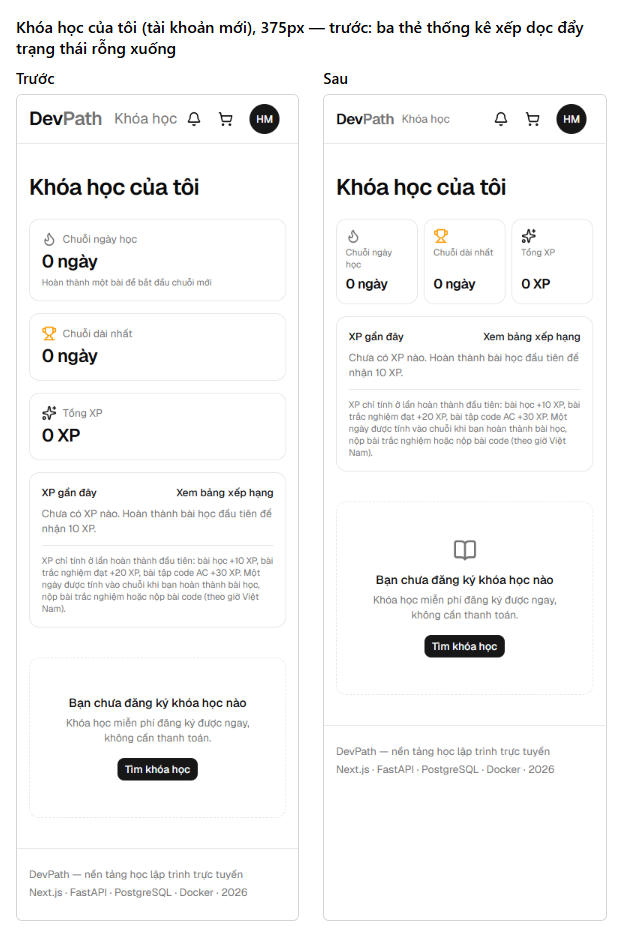 Khóa học của tôi (tài khoản mới), 375px — trước: ba thẻ thống kê xếp dọc đẩy
trạng thái rỗng xuống
Trước
DevPath Khóa học
HM
Khóa học của tôi
Chuỗi ngày học
0 ngày
Hoàn thành một bài để bắt đầu chuỗi mới
Chuỗi dài nhất
0 ngày
Tổng XP
0 XP
XP gần đây Xem bảng xếp hạng
Chưa có XP nào. Hoàn thành bài học đầu tiên để
nhận 10 XP.
XP chỉ tính ở lần hoàn thành đầu tiên: bài học +10 XP, bài
trắc nghiệm đạt +20 XP, bài tập code AC +30 XP. Một
ngày được tính vào chuỗi khi bạn hoàn thành bài học,
nộp bài trắc nghiệm hoặc nộp bài code (theo giờ Việt
Nam).
Bạn chưa đăng ký khóa học nào
Khóa học miễn phí đăng ký được ngay,
không cần thanh toán.
Tìm khóa học
DevPath — nền tảng học lập trình trực tuyến
Next.js · FastAPI · PostgreSQL · Docker · 2026
Sau
DevPath Khóa học
HM
Khóa học của tôi
Chuỗi ngày
học
0 ngày
Chuỗi dài nhất
0 ngày
Tổng XP
0 XP
XP gần đây Xem bảng xếp hạng
Chưa có XP nào. Hoàn thành bài học đầu tiên để
nhận 10 XP.
XP chỉ tính ở lần hoàn thành đầu tiên: bài học +10 XP, bài
trắc nghiệm đạt +20 XP, bài tập code AC +30 XP. Một
ngày được tính vào chuỗi khi bạn hoàn thành bài học,
nộp bài trắc nghiệm hoặc nộp bài code (theo giờ Việt
Nam).
Bạn chưa đăng ký khóa học nào
Khóa học miễn phí đăng ký được ngay,
không cần thanh toán.
Tìm khóa học
DevPath — nền tảng học lập trình trực tuyến
Next.js · FastAPI · PostgreSQL · Docker · 2026